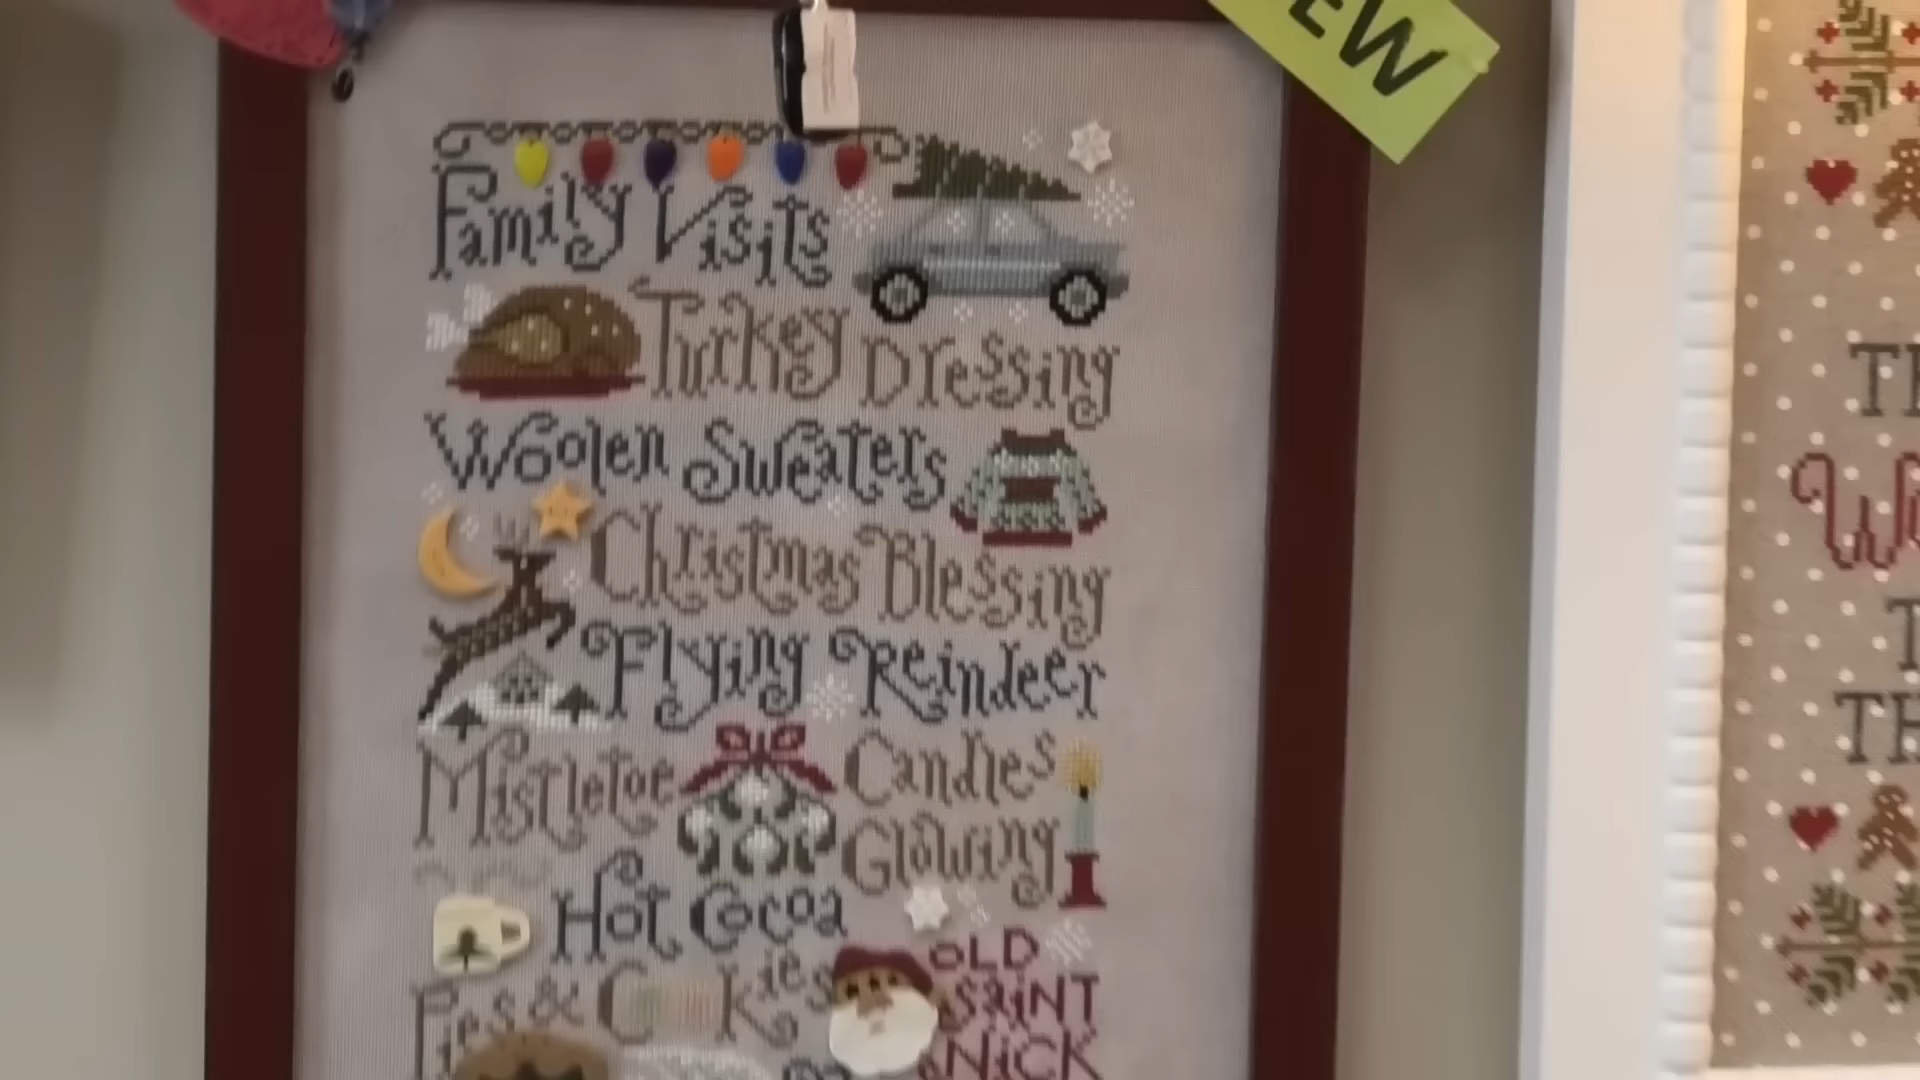 EW
Family Visits
Turkey Dressing
Woolen Sweaters
Christmas Blessing
Flying Reindeer
Mistletoe Candles
Glowing
Hot Cocoa
Pies & Cookies
OLD
SAiNT
NiCK
T